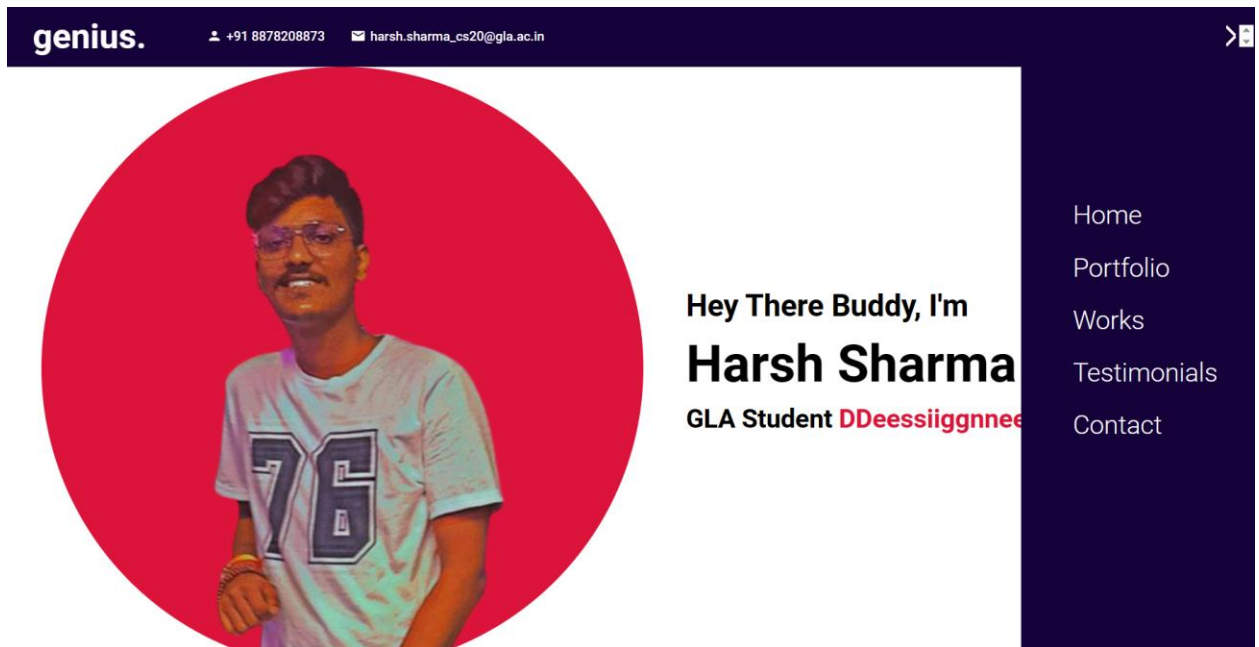 genius.
+91 8878208873
harsh.sharma_cs20@gla.ac.in
Hey There Buddy, I'm
Harsh Sharma
GLA Student DDeessiiggnnee
76
Home
Portfolio
Works
Testimonials
Contact